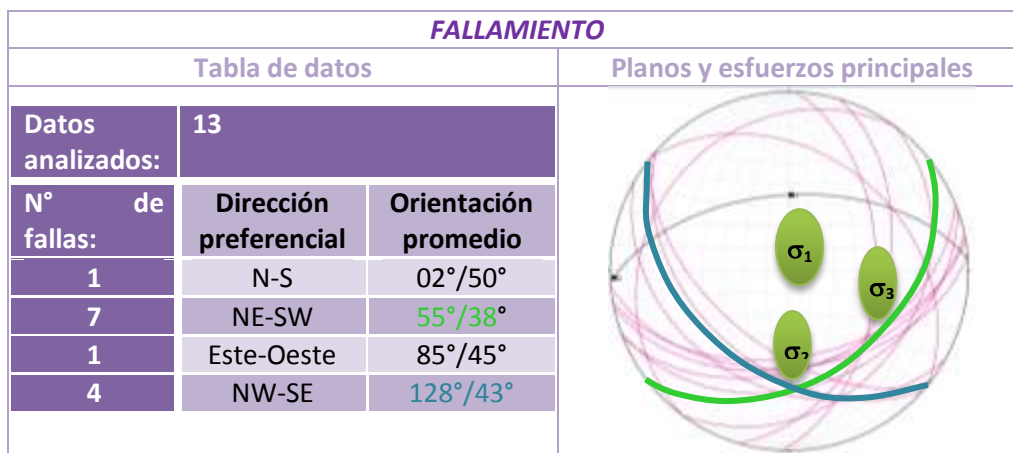 FALLAMIENTO
Tabla de datos
Planos y esfuerzos principales
Datos analizados:
13
N° de fallas:
Dirección preferencial
Orientación promedio
1 N-S 02°/50°
7 NE-SW 55°/38°
1 Este-Oeste 85°/45°
4 NW-SE 128°/43°
σ1
σ3
σ2